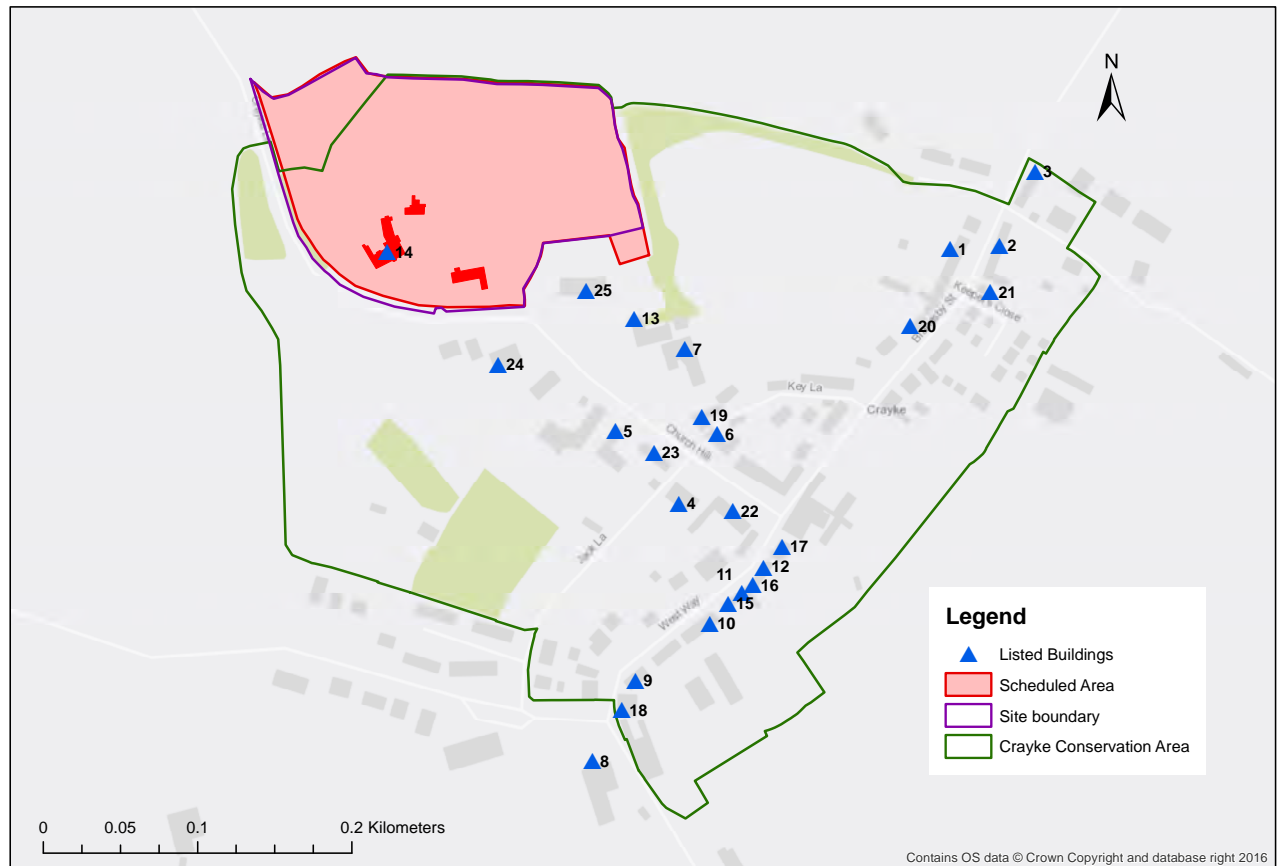 N
3
1
2
14
21
Keepers Close
25
20
13
7
24
Key La
Crayke
19
6
5
Church Hill
23
4
22
Jack La
17
12
11
16
15
West Way
10
9
18
8
Legend
Listed Buildings
Scheduled Area
Site boundary
Crayke Conservation Area
0 0.05 0.1 0.2 Kilometers
Contains OS data © Crown Copyright and database right 2016